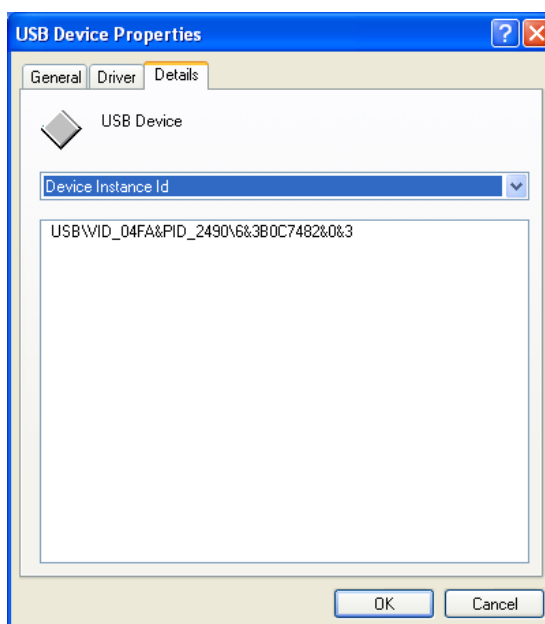 USB Device Properties
General Driver Details
USB Device
Device Instance Id
USB\VID_04FA&PID_2490\6&3B0C7482&0&3
OK Cancel